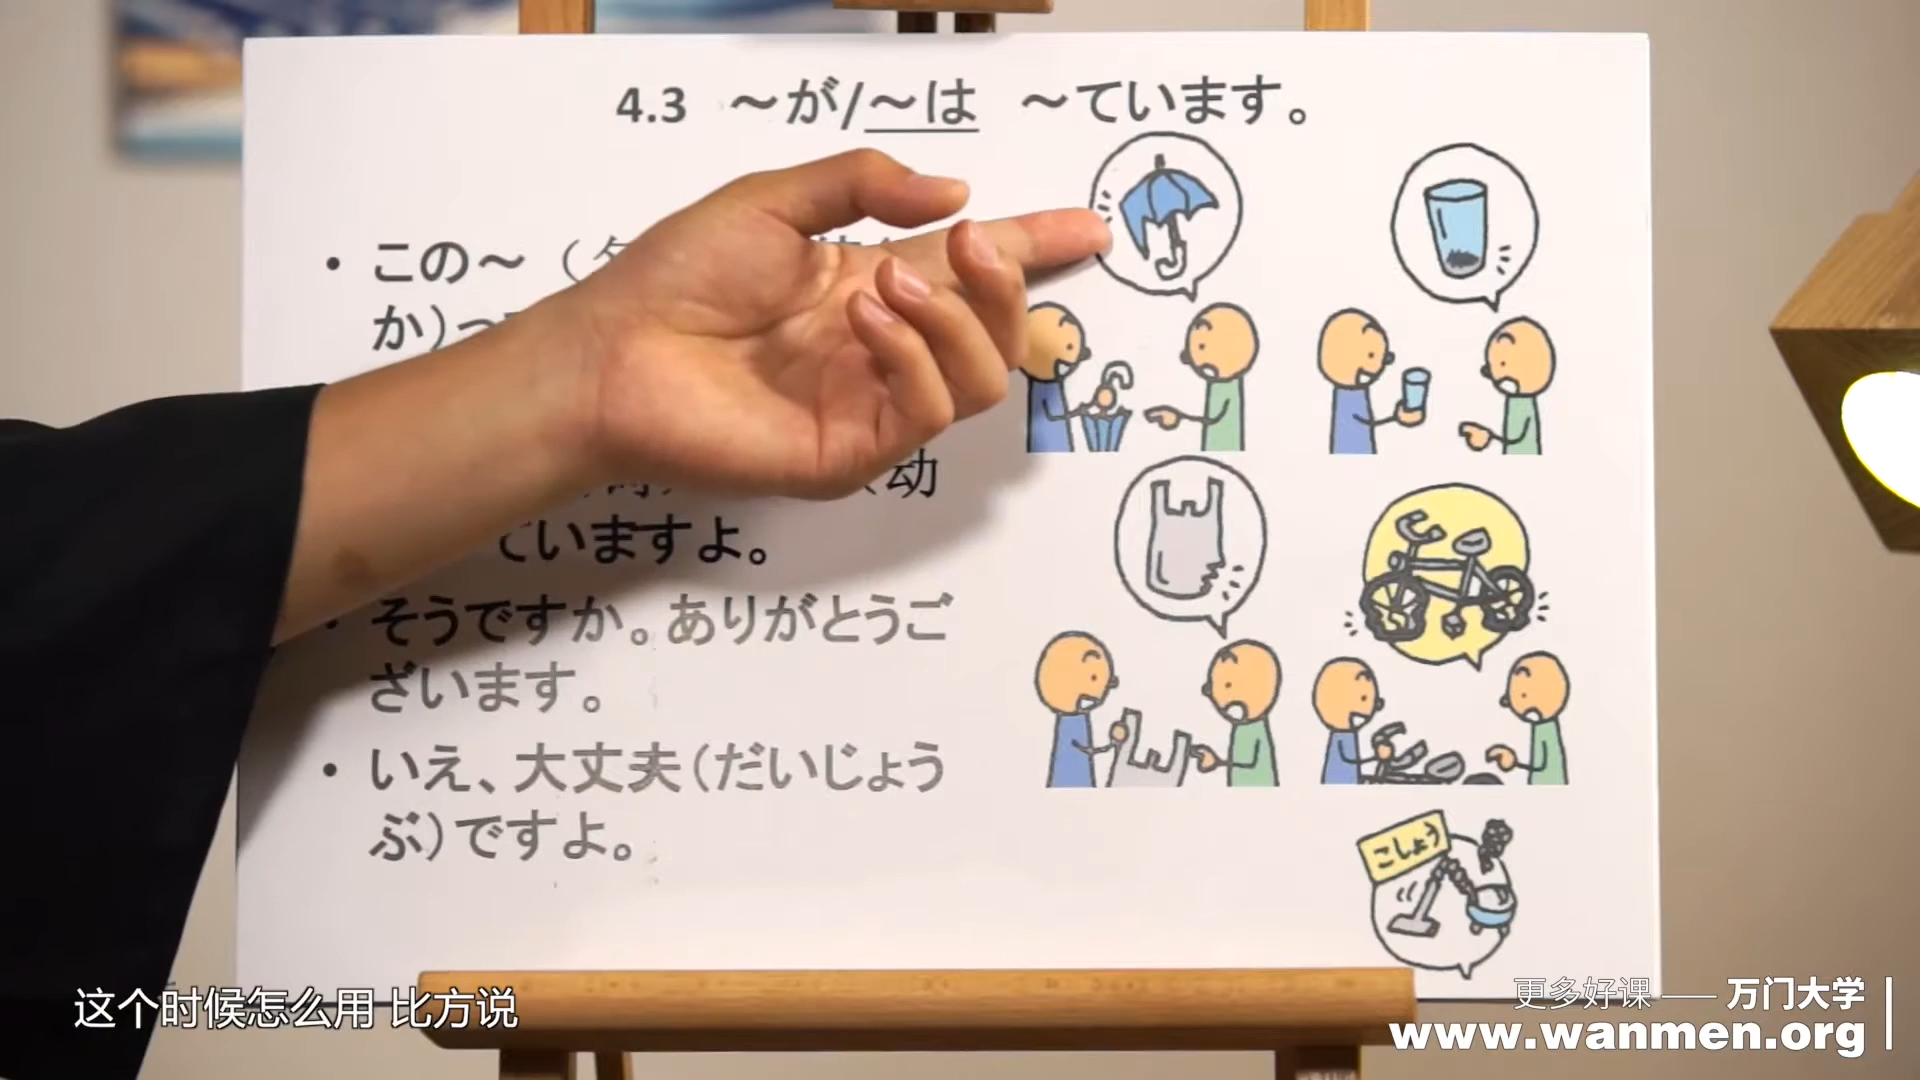 4.3 ～が/～は ～ています。
• この～（
か）っ
（动
ていますよ。
• そうですか。ありがとうご
ざいます。
• いえ、大丈夫（だいじょう
ぶ）ですよ。
こしょう
这个时候怎么用 比方说
更多好课 —— 万门大学
www.wanmen.org